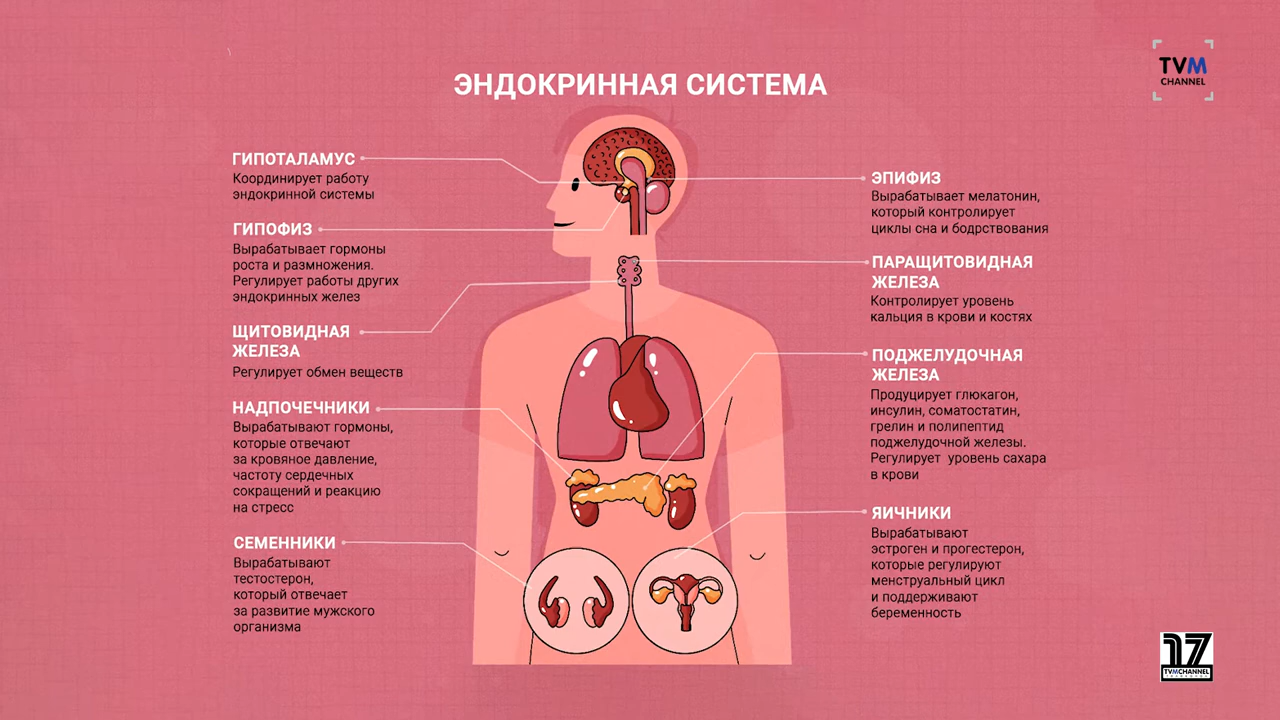 ЭНДОКРИННАЯ СИСТЕМА
TVM
CHANNEL
ГИПОТАЛАМУС
Координирует работу
эндокринной системы
ГИПОФИЗ
Вырабатывает гормоны
роста и размножения.
Регулирует работы других
эндокринных желез
ЩИТОВИДНАЯ
ЖЕЛЕЗА
Регулирует обмен веществ
НАДПОЧЕЧНИКИ
Вырабатывают гормоны,
которые отвечают
за кровяное давление,
частоту сердечных
сокращений и реакцию
на стресс
СЕМЕННИКИ
Вырабатывают
тестостерон,
который отвечает
за развитие мужского
организма
ЭПИФИЗ
Вырабатывает мелатонин,
который контролирует
циклы сна и бодрствования
ПАРАЩИТОВИДНАЯ
ЖЕЛЕЗА
Контролирует уровень
кальция в крови и костях
ПОДЖЕЛУДОЧНАЯ
ЖЕЛЕЗА
Продуцирует глюкагон,
инсулин, соматостатин,
грелин и полипептид
поджелудочной железы.
Регулирует уровень сахара
в крови
ЯИЧНИКИ
Вырабатывают
эстроген и прогестерон,
которые регулируют
менструальный цикл
и поддерживают
беременность
17
TVMCHANNEL